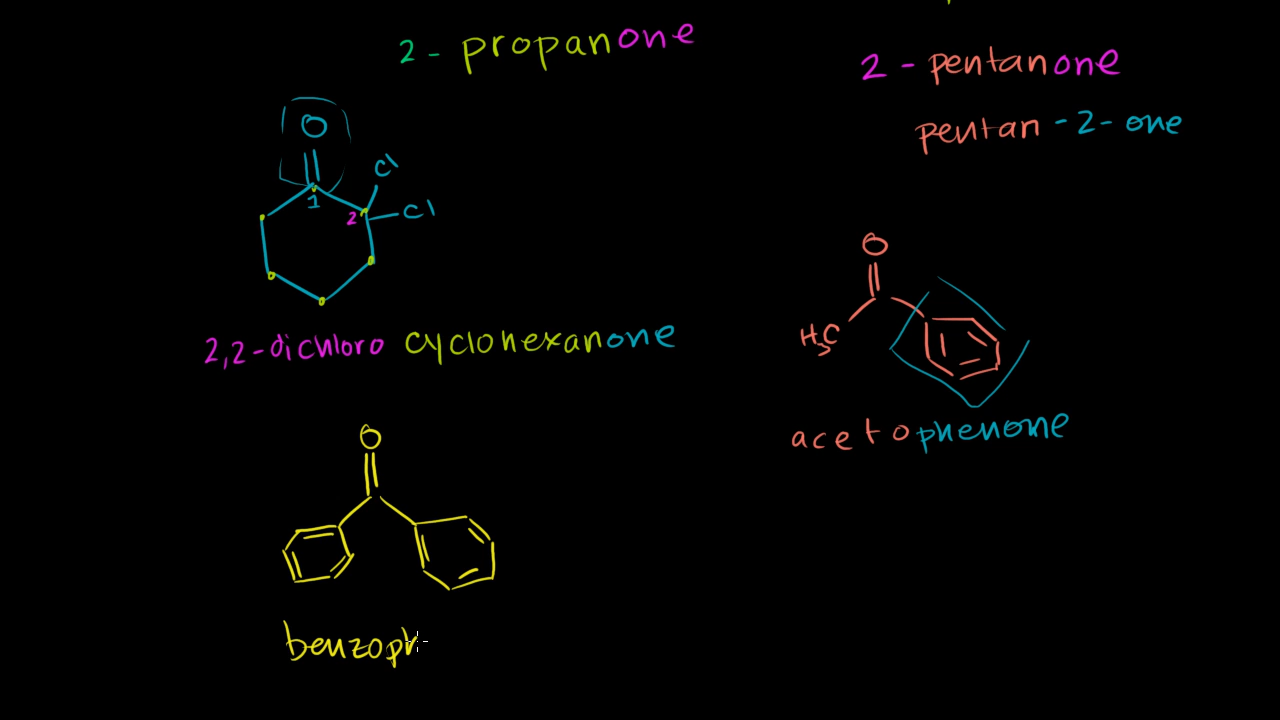 2-propanone
2-pentanone
pentan-2-one
O
Cl
1
2
Cl
O
H3C
2,2-dichloro cyclohexanone
O
acetophenone
benzoph